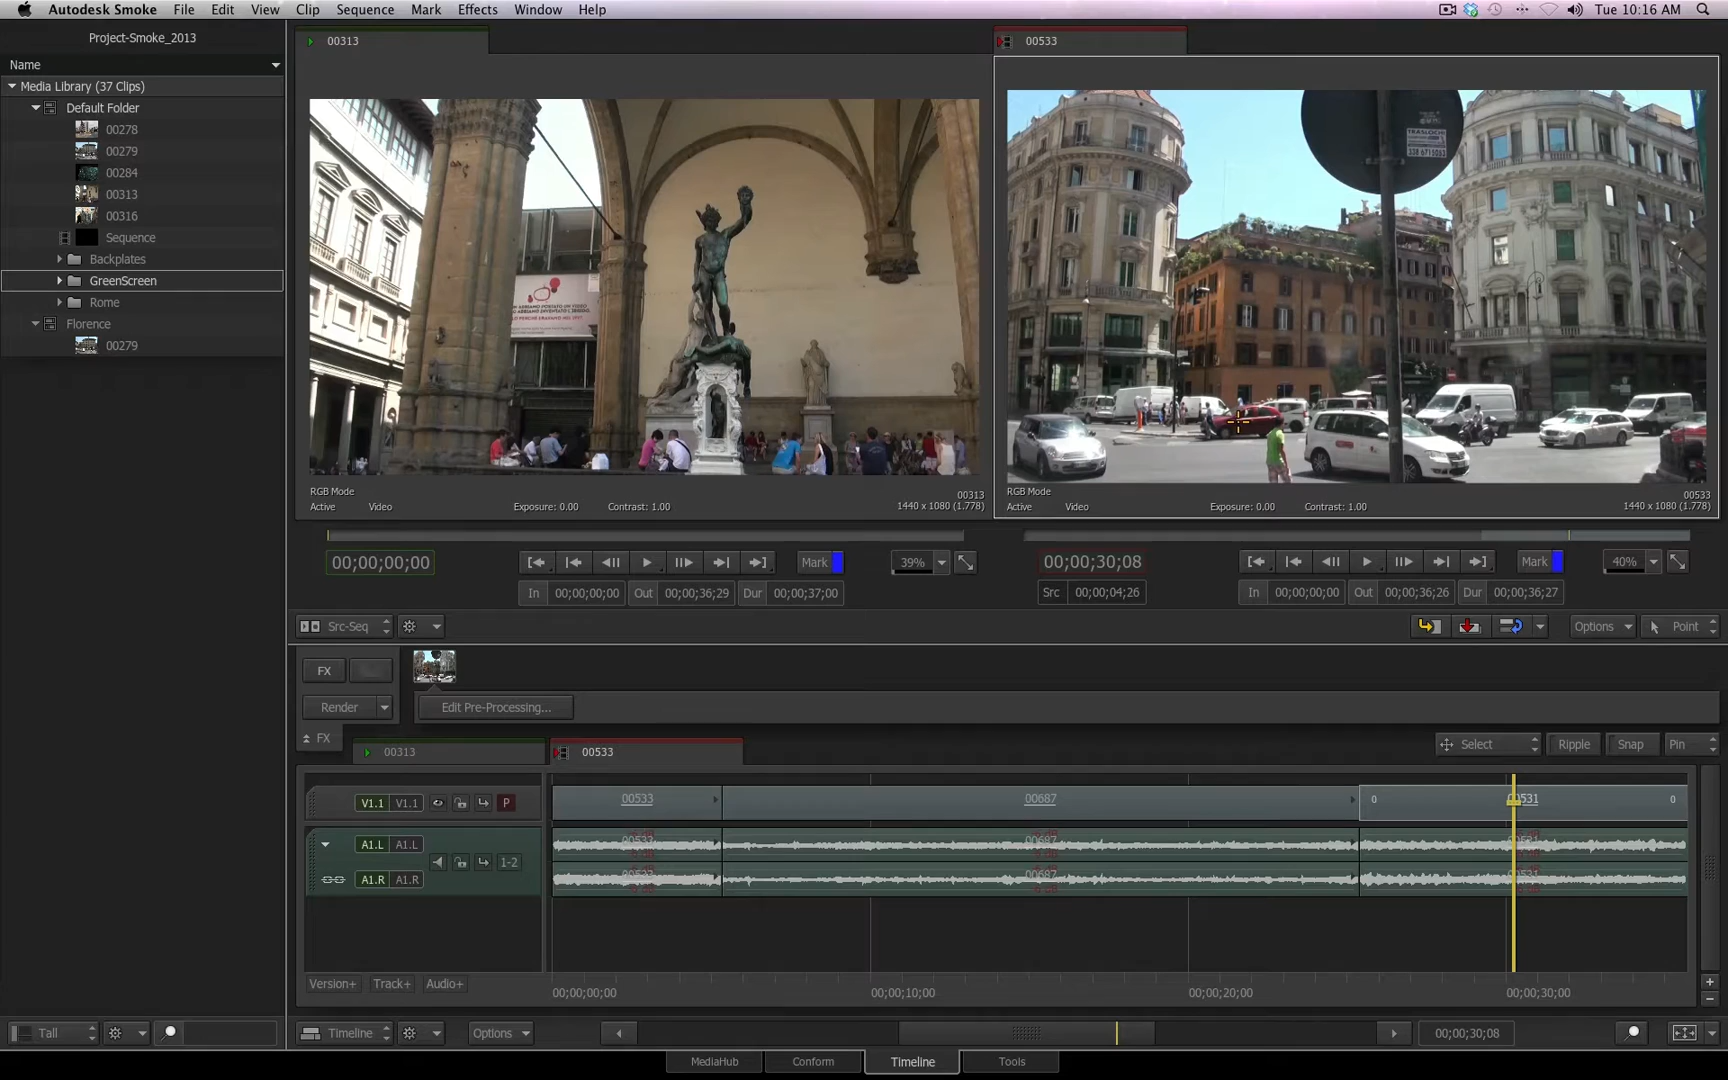 Autodesk Smoke File Edit View Clip Sequence Mark Effects Window Help Tue 10:16 AM
Project-Smoke_2013
Name
Media Library (37 Clips)
Default Folder
00278
00279
00284
00313
00316
Sequence
Backplates
GreenScreen
Rome
Florence
00279
Tall
00313
RGB Mode
Active Video Exposure: 0.00 Contrast: 1.00
00313
1440 x 1080 (1.778)
00;00;00;00
Mark
39%
In 00;00;00;00 Out 00;00;36;29 Dur 00;00;37;00
00533
TRASLOCHI
RGB Mode
Active Video Exposure: 0.00 Contrast: 1.00
00533
1440 x 1080 (1.778)
00;00;30;08
Mark
40%
Src 00;00;04;26
In 00;00;00;00 Out 00;00;36;26 Dur 00;00;36;27
Src-Seq
Options Point
FX
Render
Edit Pre-Processing...
FX
00313
00533
Select Ripple Snap Pin
V1.1 V1.1 P
00533 00687 0 00531 0
A1.L A1.L
00533 00687 00531
1-2
A1.R A1.R
00533 00687 00531
Version+ Track+ Audio+
00;00;00;00 00;00;10;00 00;00;20;00 00;00;30;00
Timeline Options 00;00;30;08
MediaHub Conform Timeline Tools